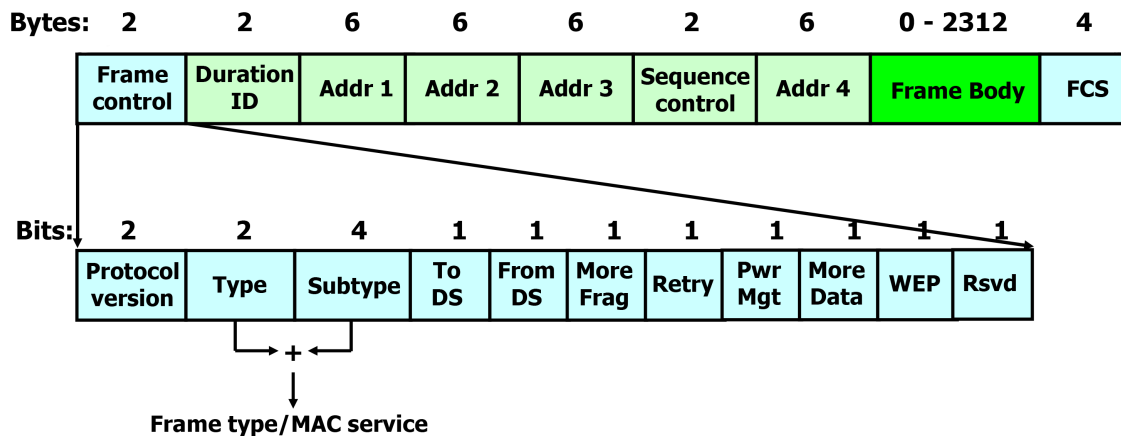 Bytes: 2 2 6 6 6 2 6 0 - 2312 4
Frame control Duration ID Addr 1 Addr 2 Addr 3 Sequence control Addr 4 Frame Body FCS
Bits: 2 2 4 1 1 1 1 1 1 1 1
Protocol version Type Subtype To DS From DS More Frag Retry Pwr Mgt More Data WEP Rsvd
+
Frame type/MAC service